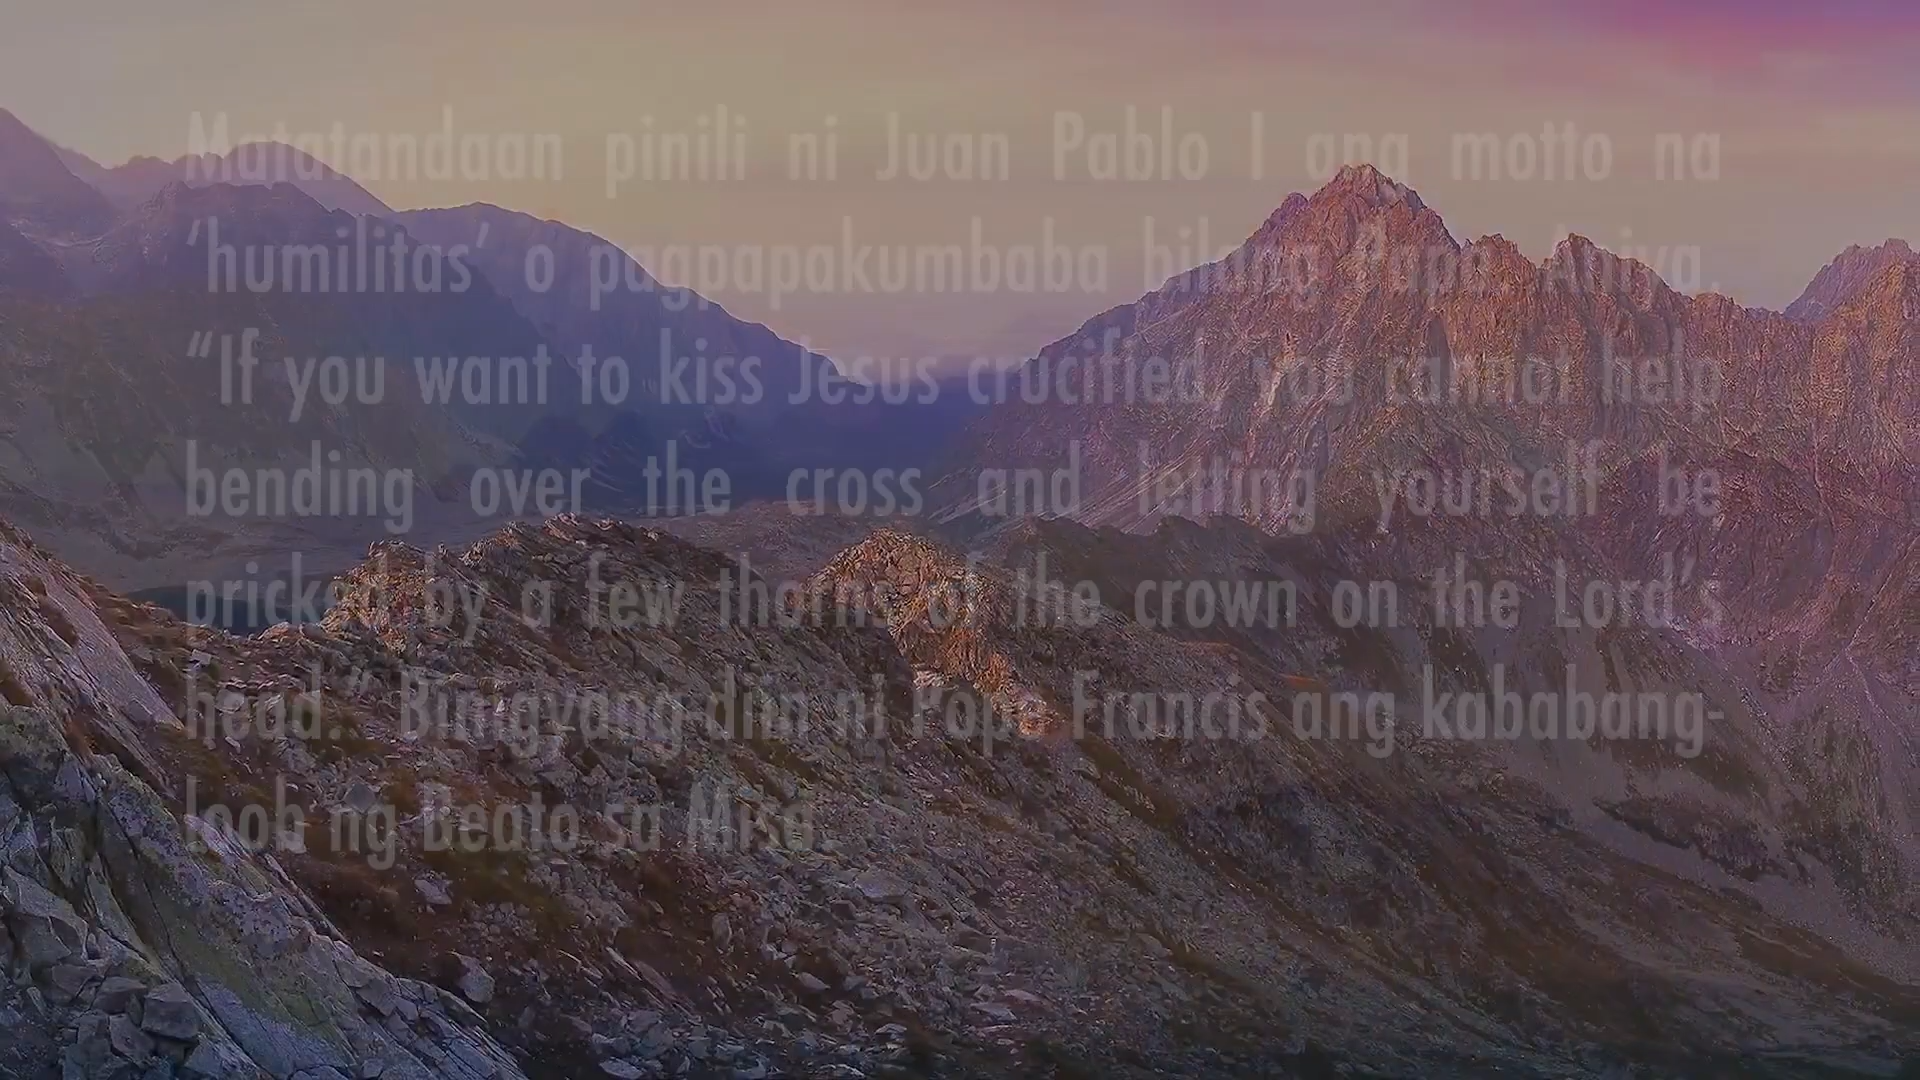 Matatandaan pinili ni Juan Pablo I ang motto na
‘humilitas’ o pagpapakumbaba bilang Papa. Aniya,
“If you want to kiss Jesus crucified, you cannot help
bending over the cross and letting yourself be
pricked by a few thorns of the crown on the Lord’s
head.” Binigyang-diin ni Pope Francis ang kababang-
loob ng Beato sa Misa.